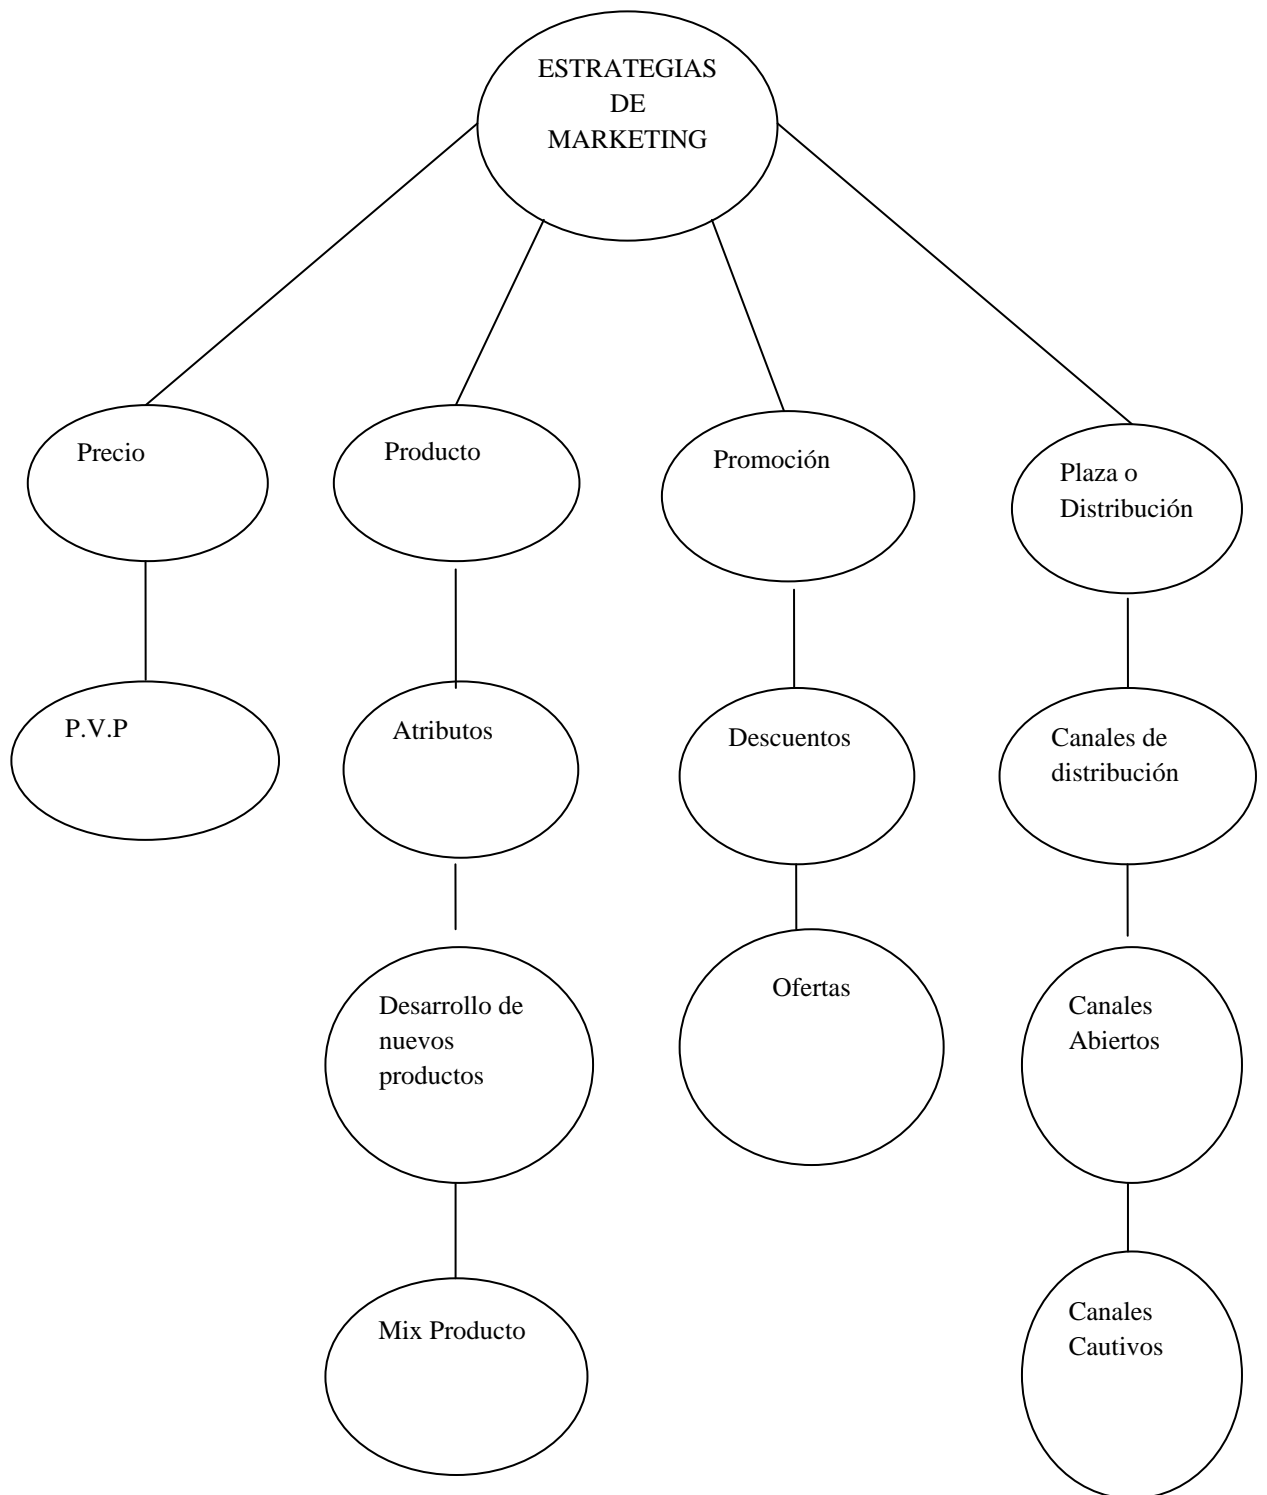 ESTRATEGIAS
DE
MARKETING
Precio
Producto
Promoción
Plaza o
Distribución
P.V.P
Atributos
Descuentos
Canales de
distribución
Desarrollo de
nuevos
productos
Ofertas
Canales
Abiertos
Mix Producto
Canales
Cautivos